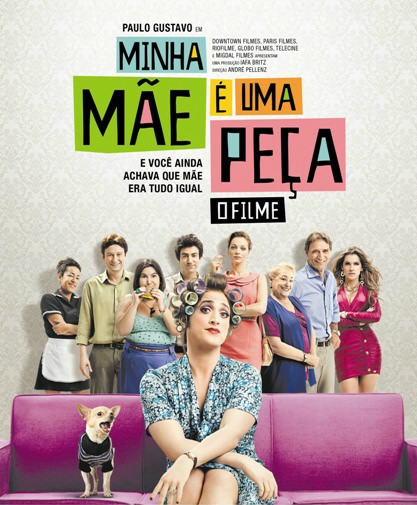 PAULO GUSTAVO EM
DOWNTOWN FILMES, PARIS FILMES,
RIOFILME, GLOBO FILMES, TELECINE
E MIGDAL FILMES APRESENTAM
UMA PRODUÇÃO IAFA BRITZ
DIREÇÃO ANDRÉ PELLENZ
MINHA
MÃE É UMA
PEÇA
O FILME
E VOCÊ AINDA
ACHAVA QUE MÃE
ERA TUDO IGUAL